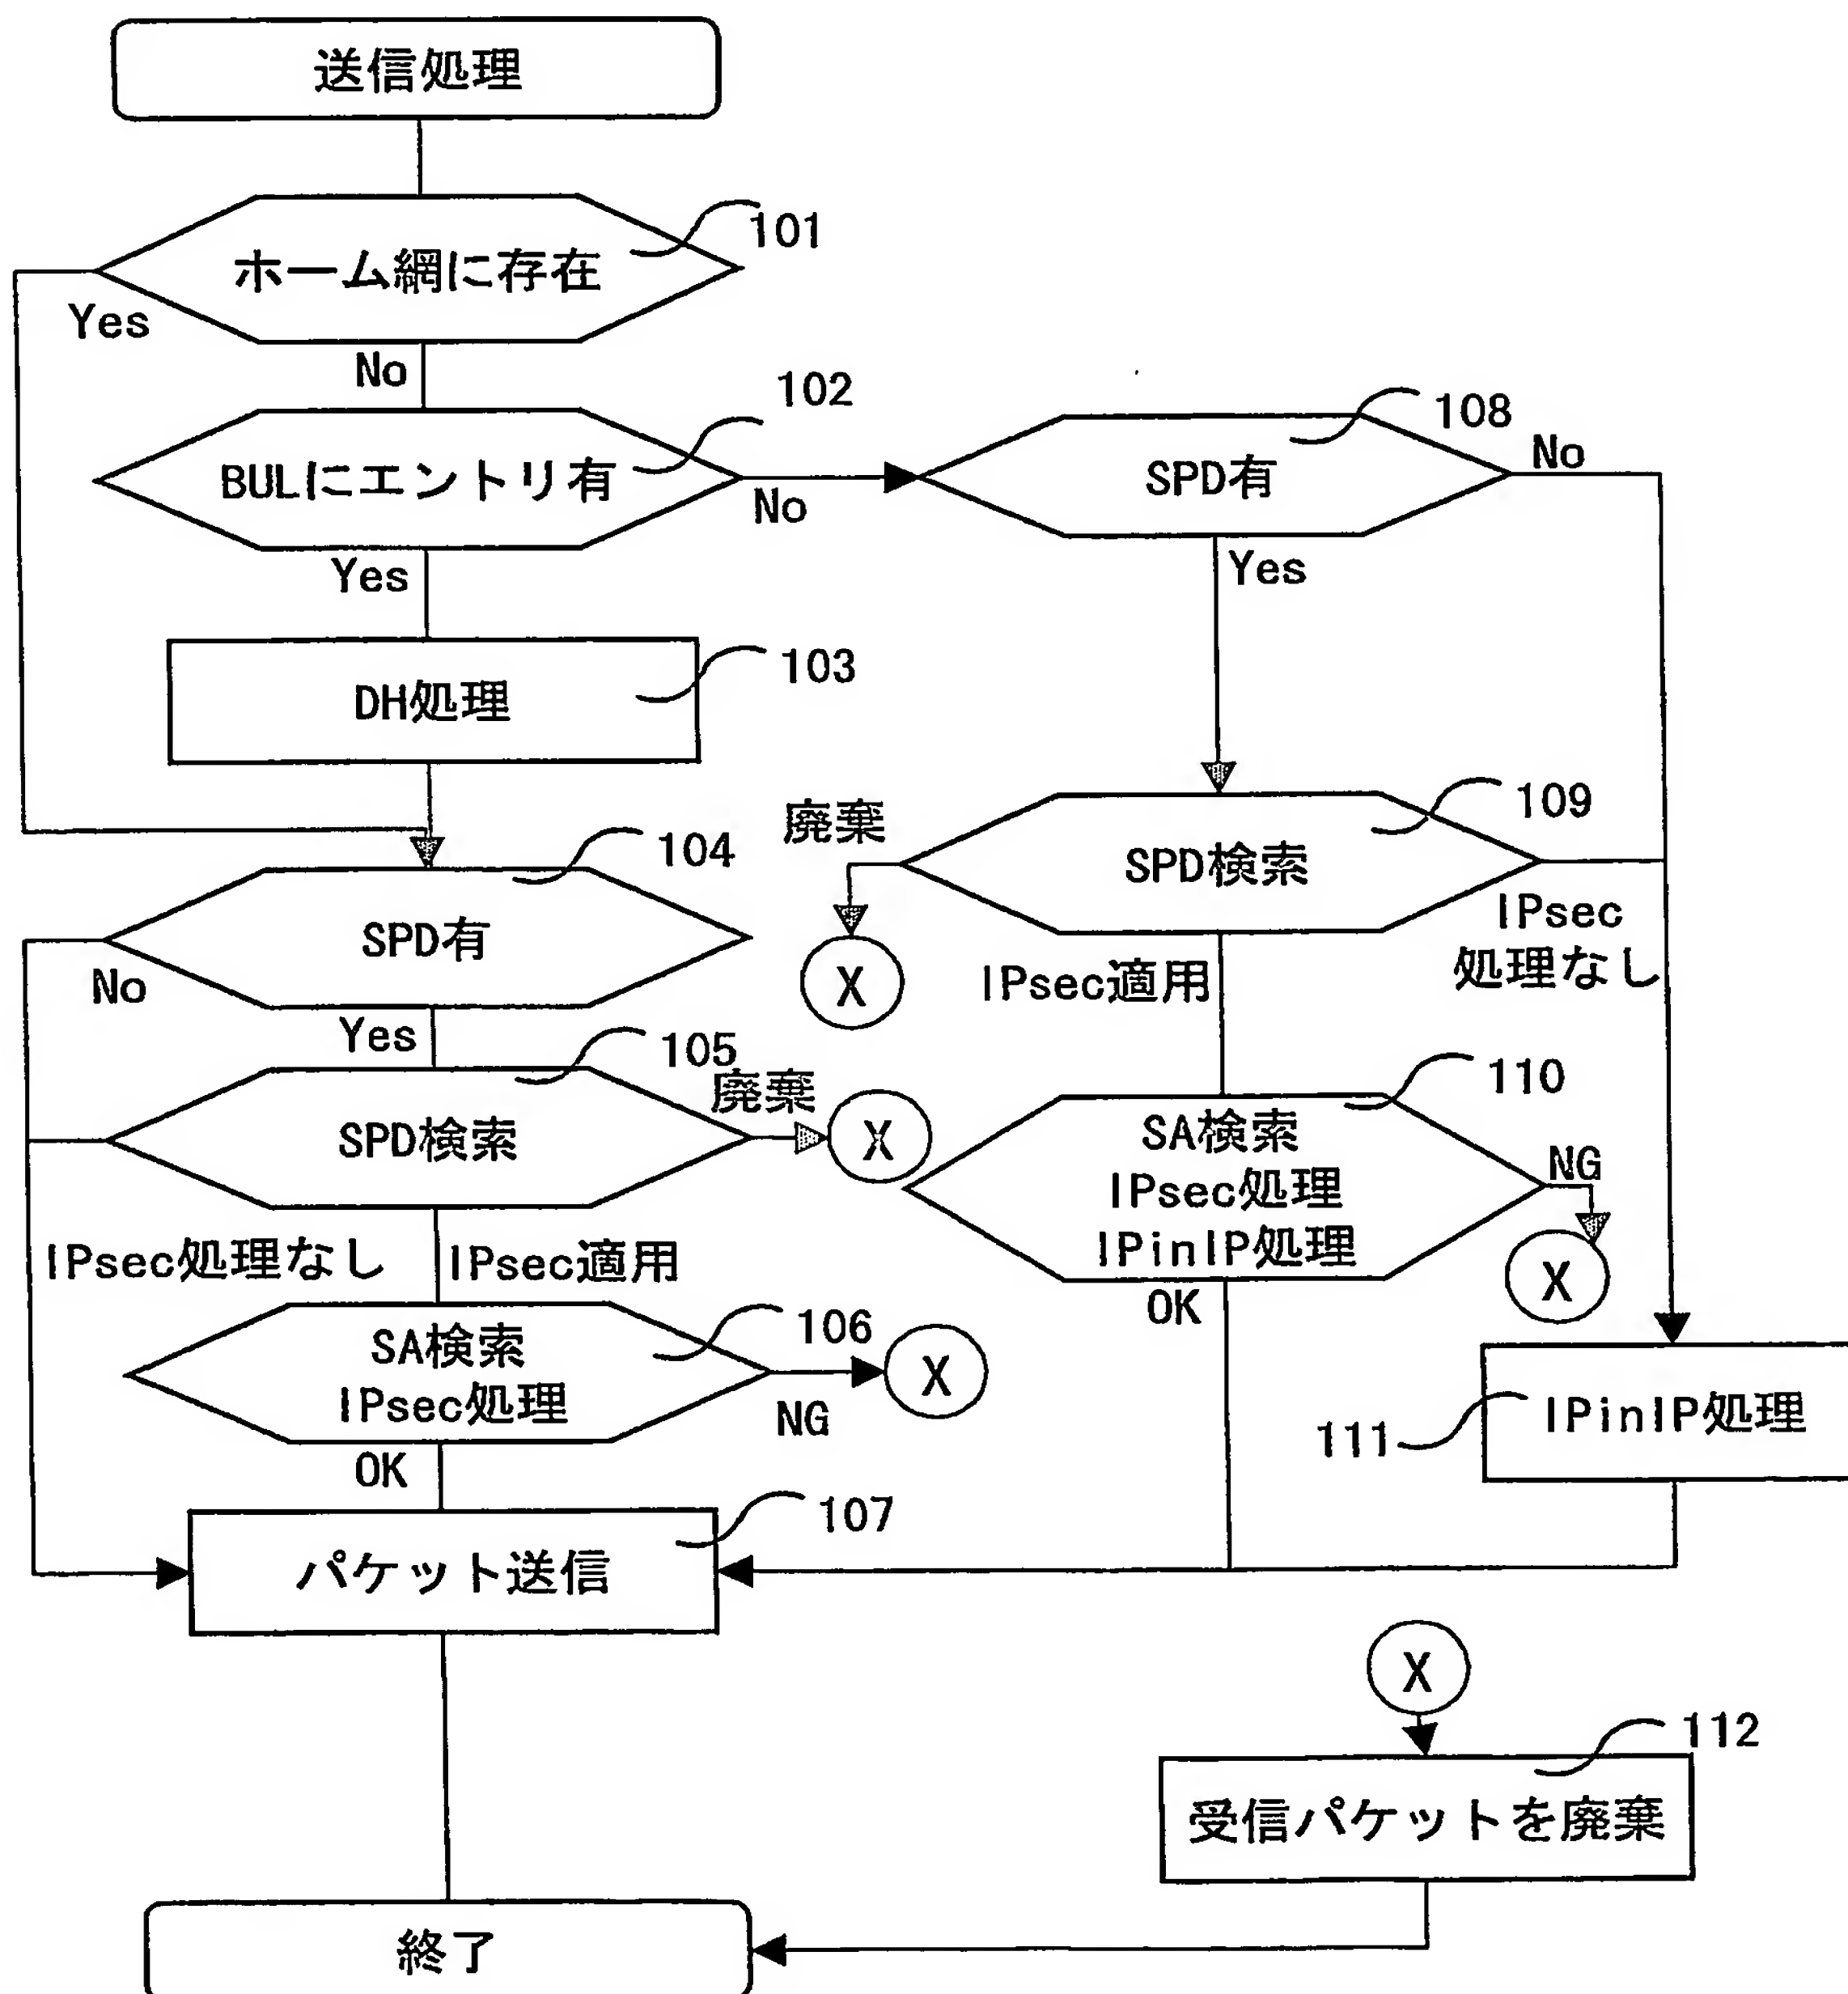 送信処理
ホーム網に存在
101
Yes
No
BULにエントリ有
102
No
Yes
SPD有
108
No
Yes
DH処理
103
SPD有
104
No
Yes
SPD検索
109
廃棄
X
IPsec適用
IPsec
処理なし
SPD検索
105
廃棄
X
IPsec処理なし
IPsec適用
SA検索
IPsec処理
IPinIP処理
110
NG
X
OK
SA検索
IPsec処理
106
NG
X
OK
IPinIP処理
111
パケット送信
107
X
受信パケットを廃棄
112
終了